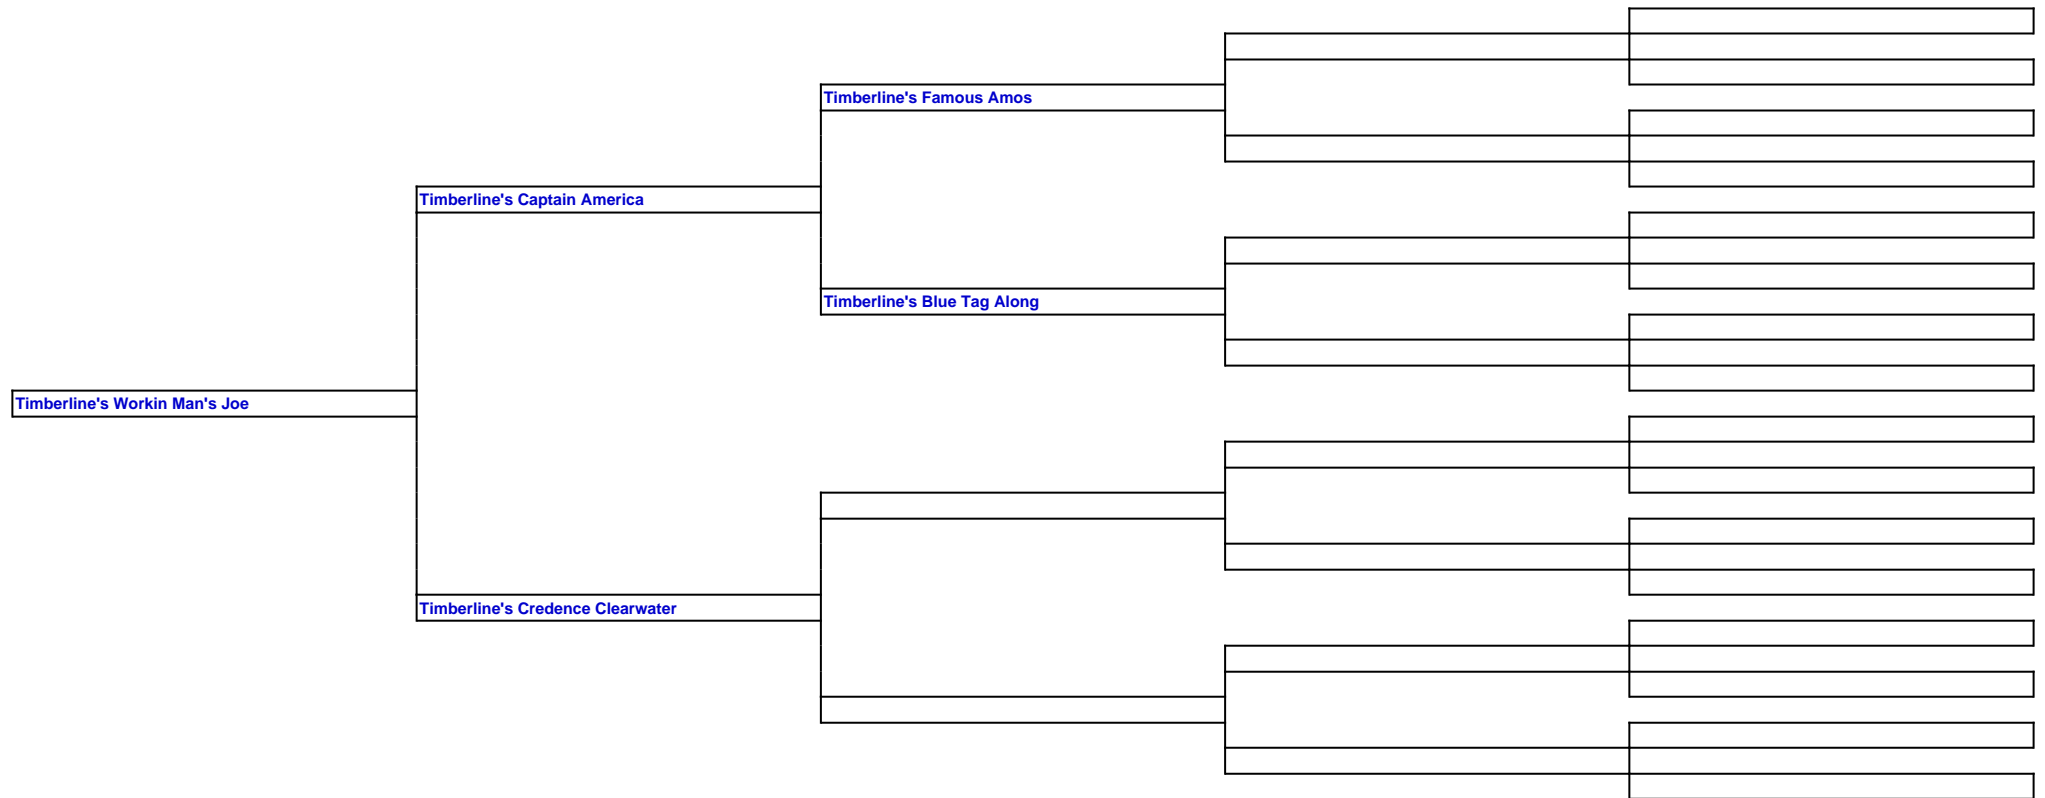 Timberline's Famous Amos
Timberline's Captain America
Timberline's Blue Tag Along
Timberline's Workin Man's Joe
Timberline's Credence Clearwater